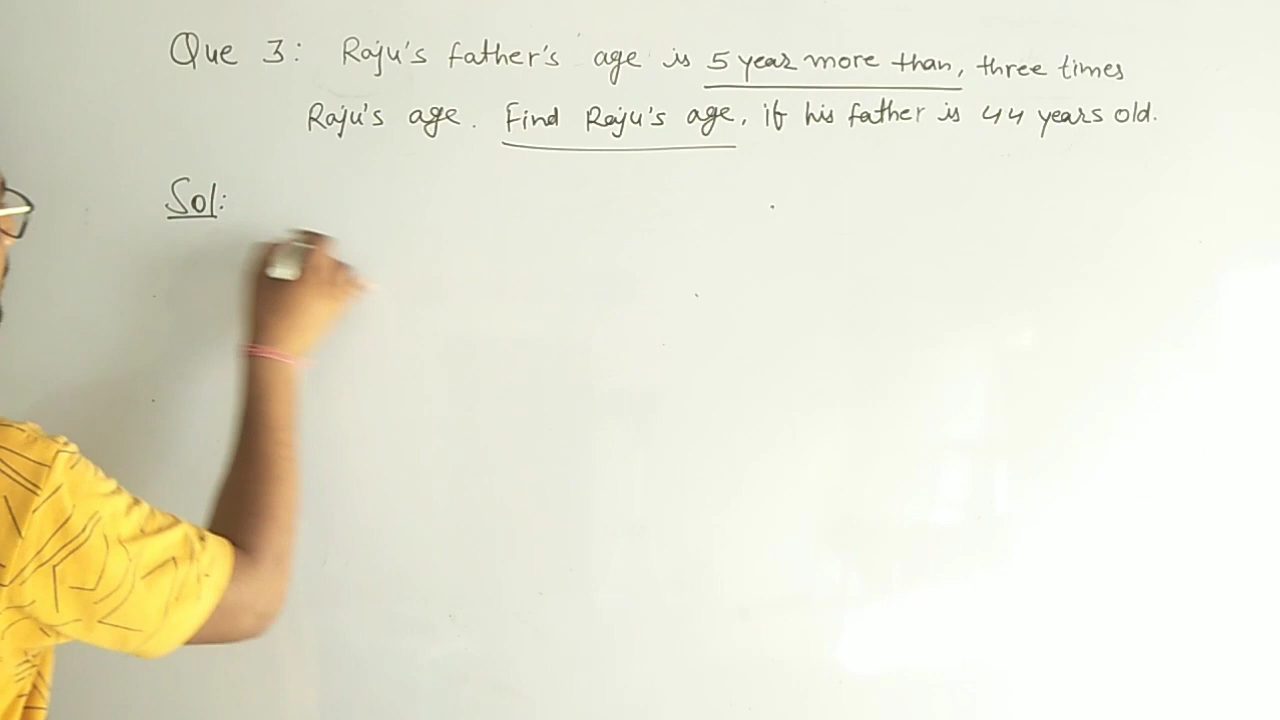 Que 3: Raju's father's age is 5 year more than, three times
Raju's age. Find Raju's age, if his father is 44 years old.
Sol: